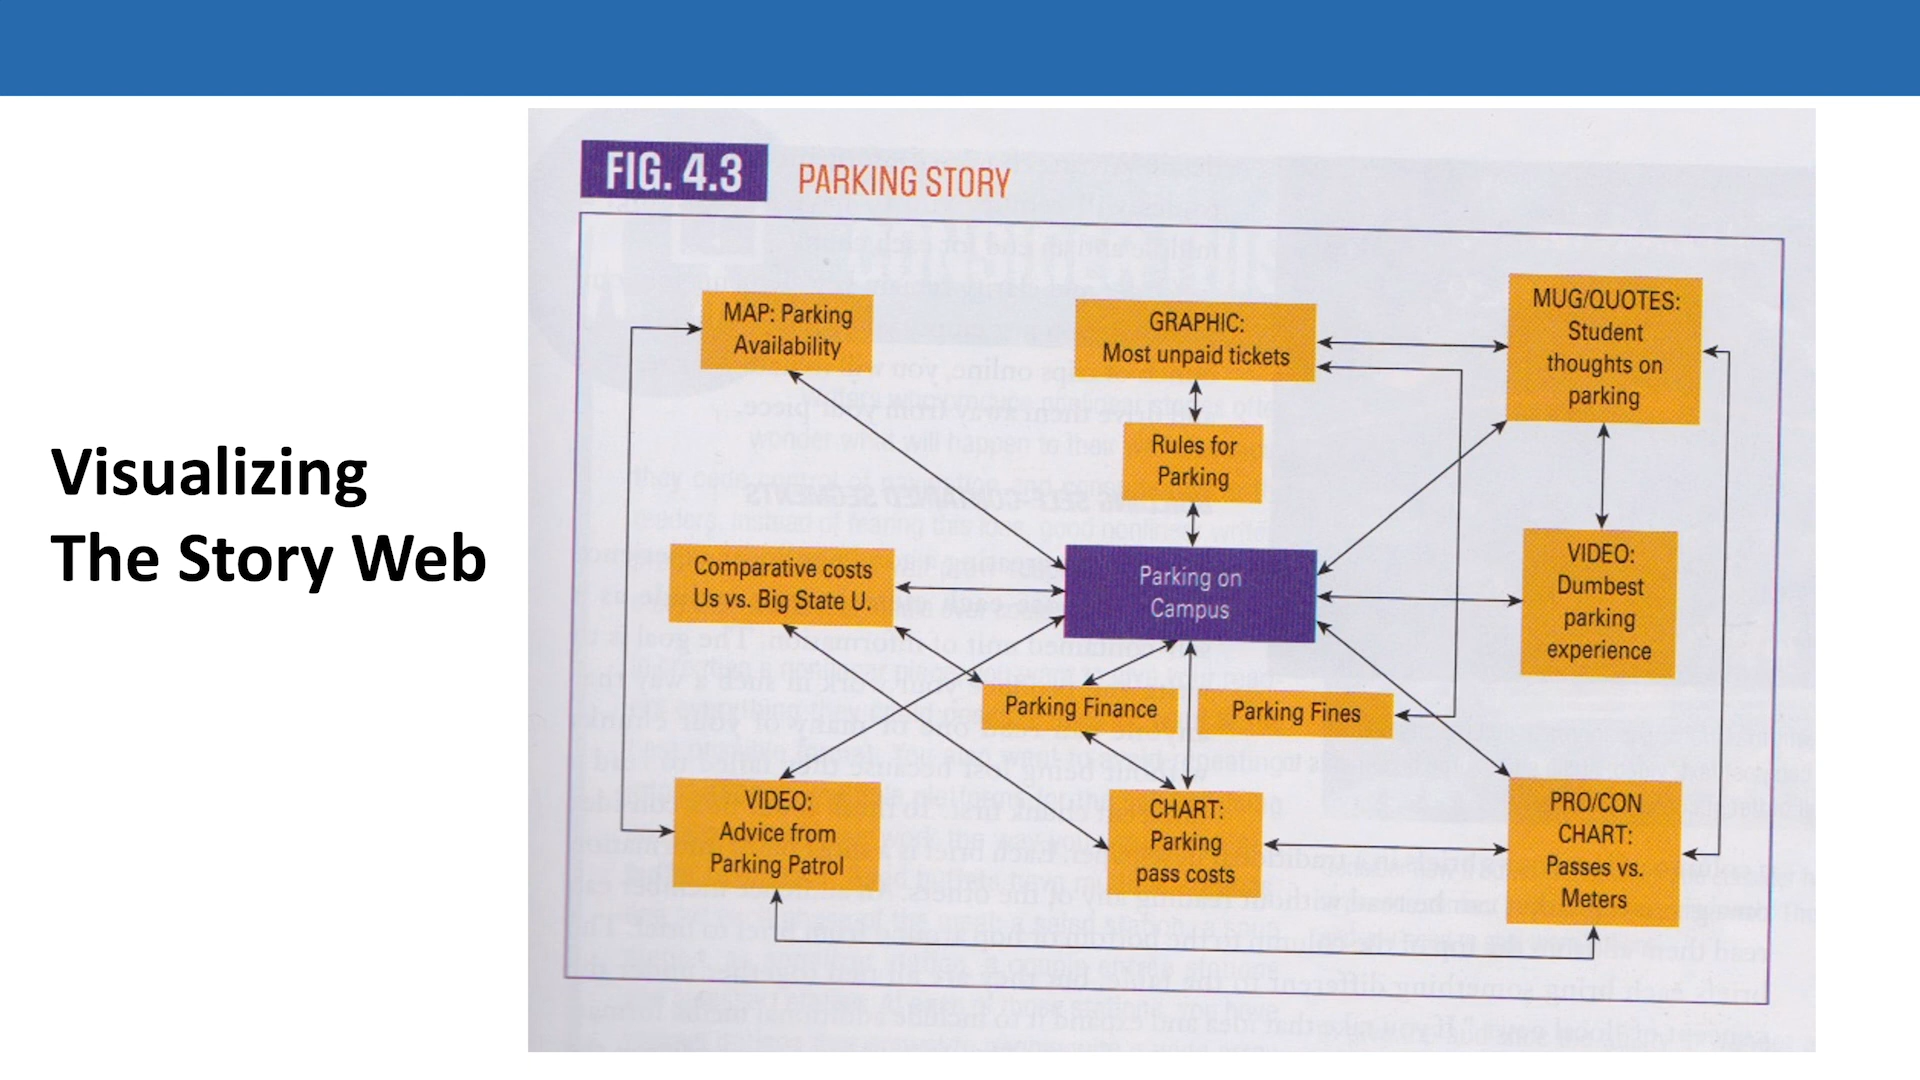 Visualizing
The Story Web
FIG. 4.3
PARKING STORY
MAP: Parking
Availability
GRAPHIC:
Most unpaid tickets
MUG/QUOTES:
Student
thoughts on
parking
Rules for
Parking
Comparative costs
Us vs. Big State U.
Parking on
Campus
VIDEO:
Dumbest
parking
experience
Parking Finance
Parking Fines
VIDEO:
Advice from
Parking Patrol
CHART:
Parking
pass costs
PRO/CON
CHART:
Passes vs.
Meters